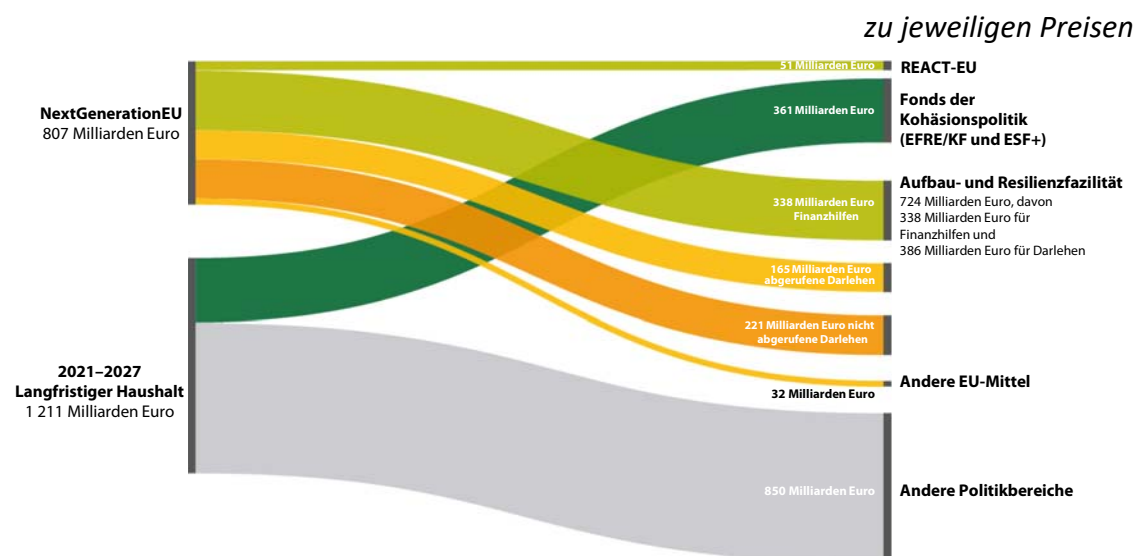 zu jeweiligen Preisen
NextGenerationEU
807 Milliarden Euro
2021–2027
Langfristiger Haushalt
1 211 Milliarden Euro
51 Milliarden Euro
361 Milliarden Euro
338 Milliarden Euro
Finanzhilfen
165 Milliarden Euro
abgerufene Darlehen
221 Milliarden Euro nicht
abgerufene Darlehen
32 Milliarden Euro
850 Milliarden Euro
REACT-EU
Fonds der
Kohäsionspolitik
(EFRE/KF und ESF+)
Aufbau- und Resilienzfazilität
724 Milliarden Euro, davon
338 Milliarden Euro für
Finanzhilfen und
386 Milliarden Euro für Darlehen
Andere EU-Mittel
Andere Politikbereiche